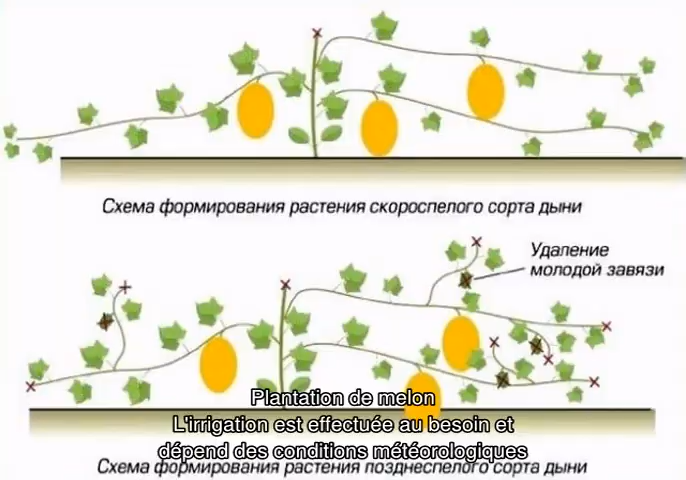 Схема формирования растения скороспелого сорта дыни
Удаление
молодой завязи
Plantation de melon
L'irrigation est effectuée au besoin et
dépend des conditions météorologiques
Схема формирования растения позднеспелого сорта дыни